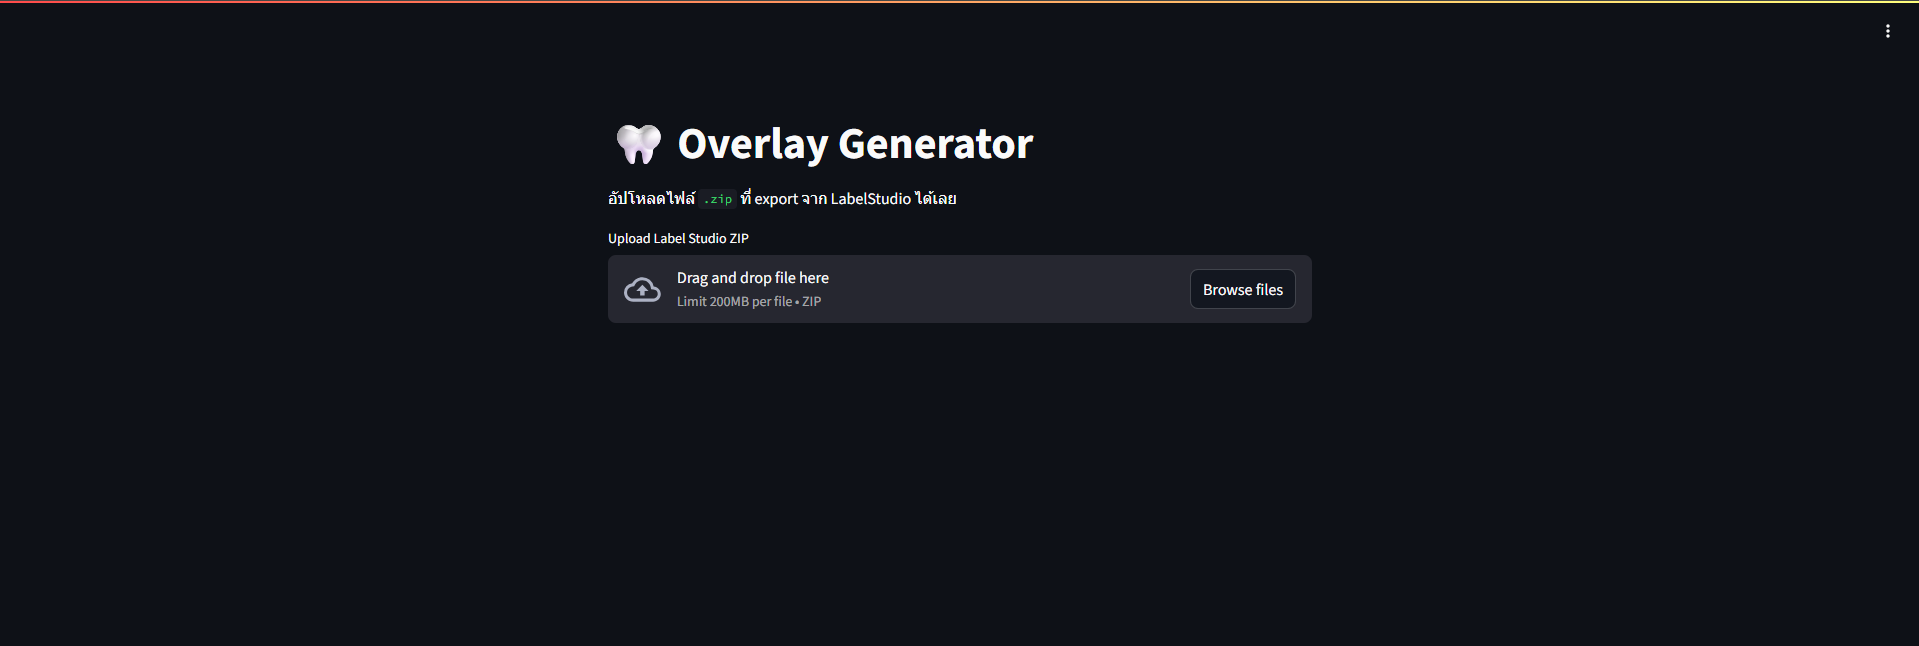 Overlay Generator
อัปโหลดไฟล์ .zip ที่ export จาก LabelStudio ได้เลย
Upload Label Studio ZIP
Drag and drop file here
Limit 200MB per file • ZIP
Browse files